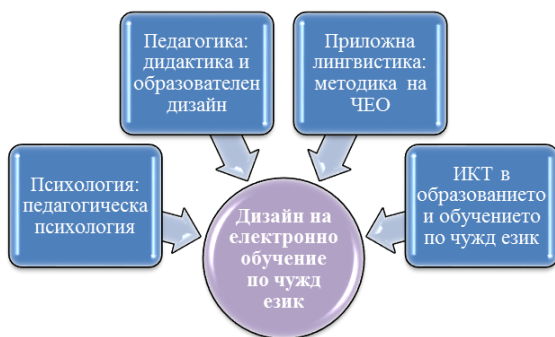 Педагогика:
дидактика и
образователен
дизайн
Приложна
лингвистика:
методика на
ЧЕО
Психология:
педагогическа
психология
ИКТ в
образованието
и обучението
по чужд език
Дизайн на
електронно
обучение
по чужд
език